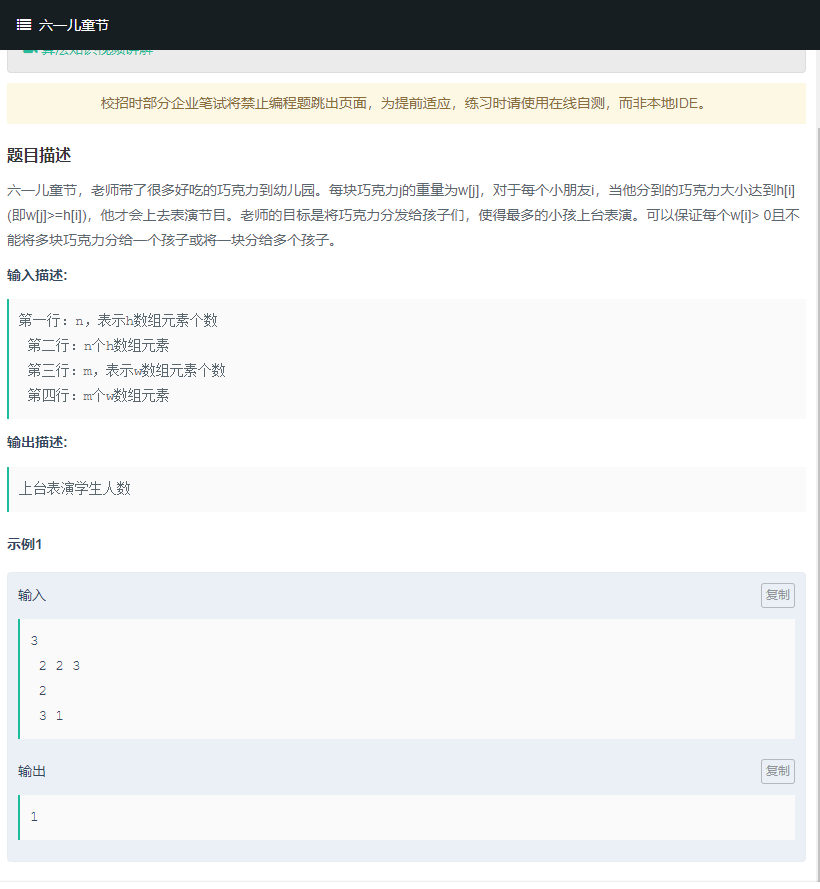 六一儿童节
算法知识视频讲解
校招时部分企业笔试将禁止编程题跳出页面，为提前适应，练习时请使用在线自测，而非本地IDE。
题目描述
六一儿童节，老师带了很多好吃的巧克力到幼儿园。每块巧克力j的重量为w[j]，对于每个小朋友i，当他分到的巧克力大小达到h[i]
(即w[j]>=h[i])，他才会上去表演节目。老师的目标是将巧克力分发给孩子们，使得最多的小孩上台表演。可以保证每个w[i]> 0且不
能将多块巧克力分给一个孩子或将一块分给多个孩子。
输入描述:
第一行：n，表示h数组元素个数
第二行：n个h数组元素
第三行：m，表示w数组元素个数
第四行：m个w数组元素
输出描述:
上台表演学生人数
示例1
输入
复制
3
2 2 3
2
3 1
输出
复制
1